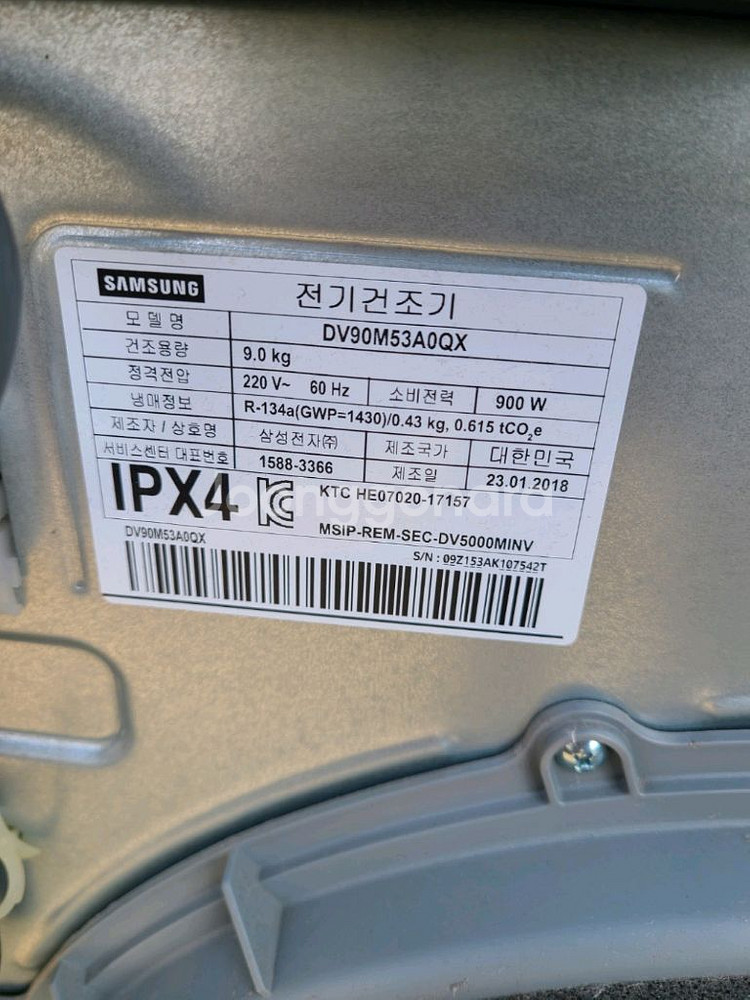 SAMSUNG 전기건조기
모델명 DV90M53A0QX
건조용량 9.0 kg
정격전압 220 V~ 60 Hz 소비전력 900 W
냉매정보 R-134a(GWP=1430)/0.43 kg, 0.615 tCO₂e
제조자 / 상호명 삼성전자㈜ 제조국가 대한민국
서비스센터 대표번호 1588-3366 제조일 23.01.2018
IPX4 KTC HE07020-17157
MSIP-REM-SEC-DV5000MINV
DV90M53A0QX S/N : 09Z153AK107542T